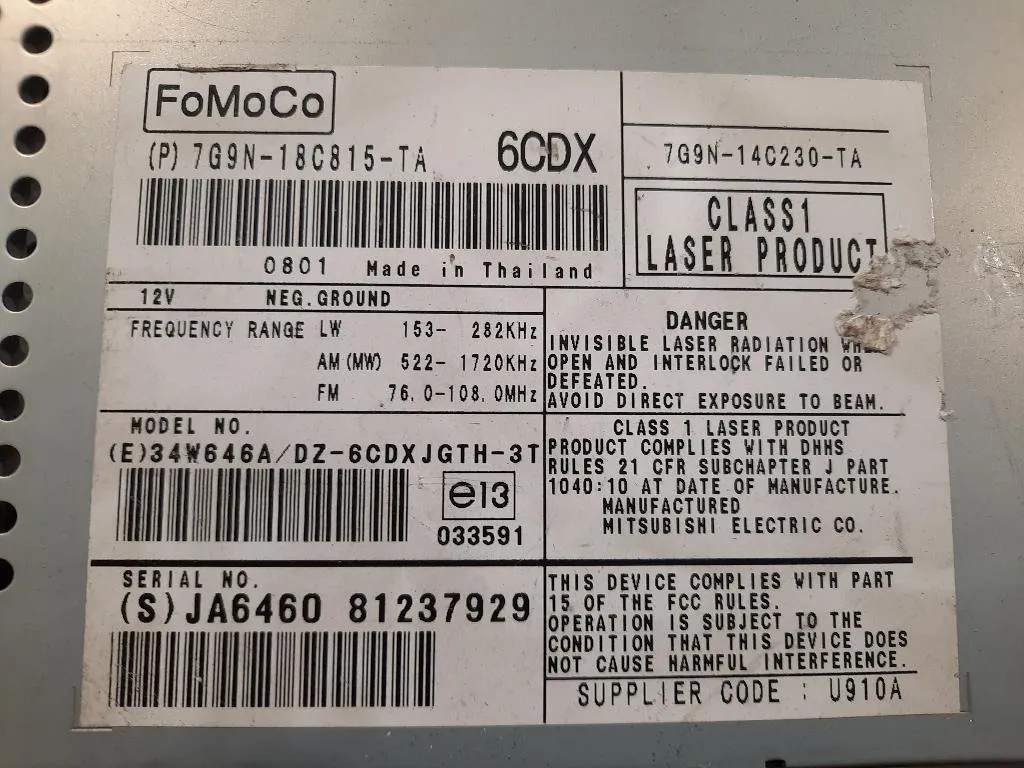 FoMoCo
(P) 7G9N-18C815-TA 6CDX
0801 Made in Thailand
7G9N-14C230-TA
CLASS1
LASER PRODUCT
12V NEG.GROUND
FREQUENCY RANGE LW 153- 282KHz
AM(MW) 522- 1720KHz
FM 76.0-108.0MHz
DANGER
INVISIBLE LASER RADIATION
OPEN AND INTERLOCK FAILED OR
DEFEATED.
AVOID DIRECT EXPOSURE TO BEAM.
MODEL NO.
(E)34W646A/DZ-6CDXJGTH-3T
e13
033591
CLASS 1 LASER PRODUCT
PRODUCT COMPLIES WITH DHHS
RULES 21 CFR SUBCHAPTER J PART
1040:10 AT DATE OF MANUFACTURE.
MANUFACTURED
MITSUBISHI ELECTRIC CO.
SERIAL NO.
(S)JA6460 81237929
THIS DEVICE COMPLIES WITH PART
15 OF THE FCC RULES.
OPERATION IS SUBJECT TO THE
CONDITION THAT THIS DEVICE DOES
NOT CAUSE HARMFUL INTERFERENCE.
SUPPLIER CODE : U910A